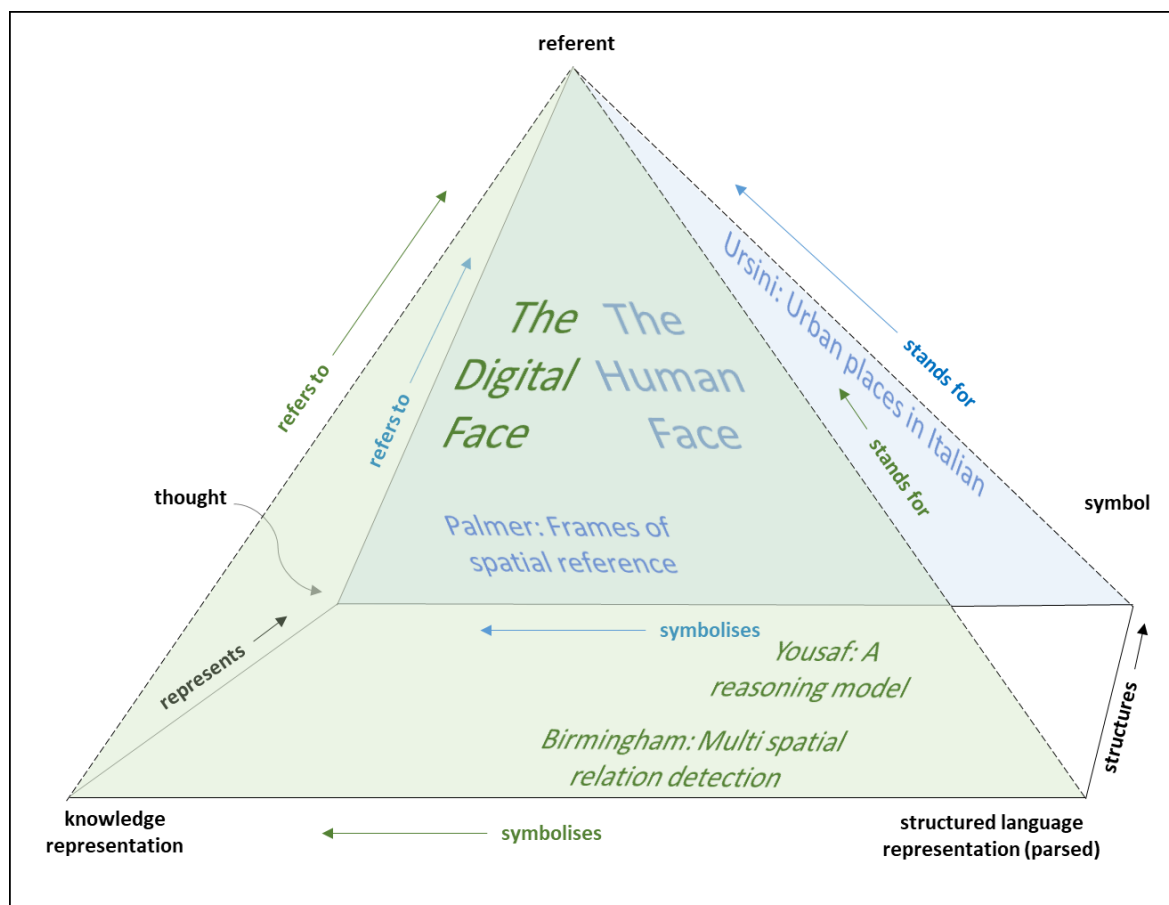 referent
refers to
refers to
The
Digital
Face
The
Human
Face
Ursini: Urban places in Italian
stands for
stands for
thought
symbol
Palmer: Frames of
spatial reference
represents
symbolises
Yousaf: A
reasoning model
Birmingham: Multi spatial
relation detection
structures
knowledge
representation
symbolises
structured language
representation (parsed)